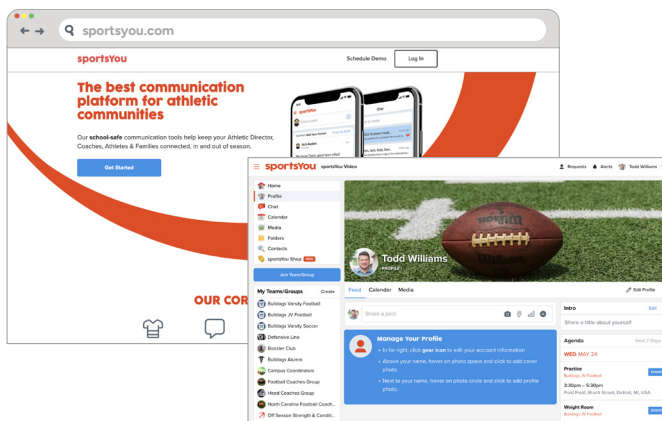 sportsyou.com
sportsYou
Schedule Demo
Log In
The best communication
platform for athletic
communities
Our school-safe communication tools help keep your Athletic Director,
Coaches, Athletes & Families connected, in and out of season.
Get Started
Chat
OUR COR
sportsYou sportsYou Video
Requests
Alerts
Todd Williams
Home
Profile
Chat
Calendar
Media
Folders
Contacts
sportsYou Shop NEW
Join Team/Group
My Teams/Groups Create
Bulldogs Varsity Football
Bulldogs JV Football
Bulldogs Varsity Soccer
Defensive Line
Booster Club
Bulldogs Alumni
Campus Coordinators
Football Coaches Group
Head Coaches Group
North Carolina Football Coach...
Off Season Strength & Conditi...
Wilson
Todd Williams
PROFILE
Feed
Calendar
Media
Edit Profile
Share a post
Manage Your Profile
• In far right, click gear icon to edit your account information
• Above your name, hover on photo space and click to add cover
photo.
• Next to your name, hover on photo circle and click to add profile
photo.
Intro Edit
Share a little about yourself
Agenda Next 7 Days
WED MAY 24
Practice
Bulldogs JV Football
3:30pm – 5:30pm
Ford Field, Brush Street, Detroit, MI, USA
Weight Room
Bulldogs JV Football